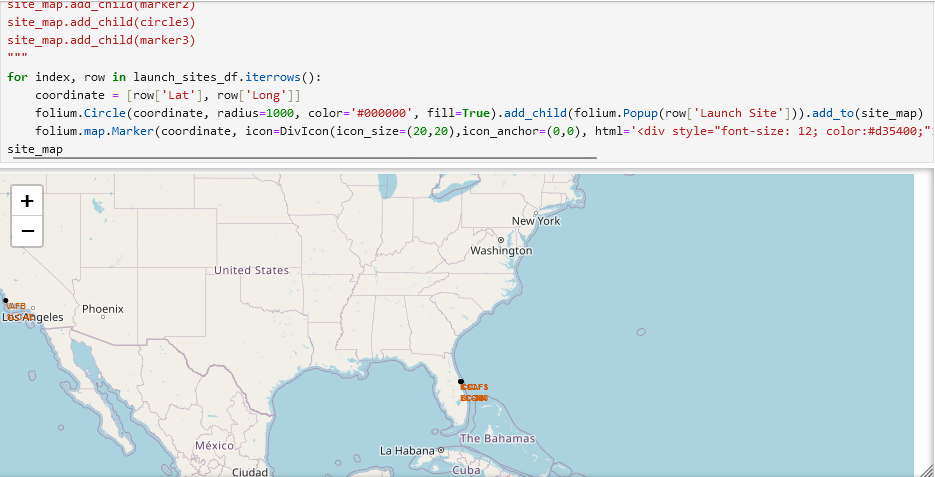 site_map.add_child(marker2)
site_map.add_child(circle3)
site_map.add_child(marker3)
"""
for index, row in launch_sites_df.iterrows():
    coordinate = [row['Lat'], row['Long']]
    folium.Circle(coordinate, radius=1000, color='#000000', fill=True).add_child(folium.Popup(row['Launch Site'])).add_to(site_map)
    folium.map.Marker(coordinate, icon=DivIcon(icon_size=(20,20),icon_anchor=(0,0), html='<div style="font-size: 12; color:#d35400;"
site_map
+
−
New York
Washington
United States
Phoenix
VAFB
Los Angeles
The Bahamas
México
La Habana
Cuba
Ciudad